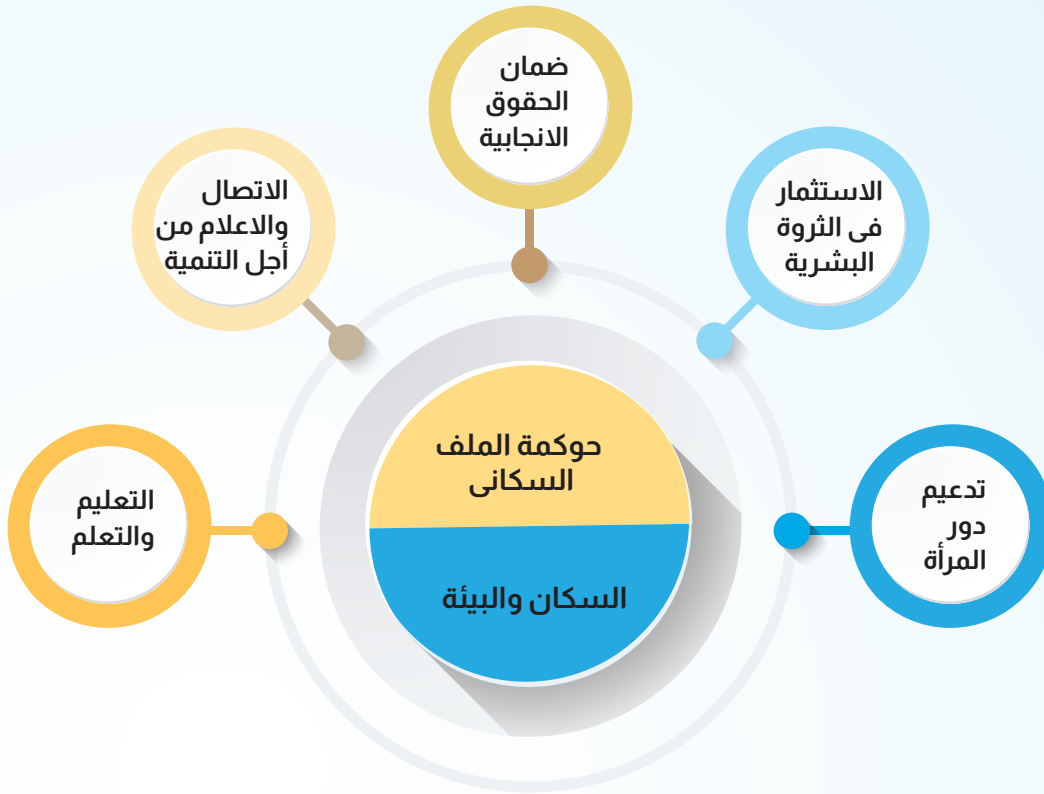 ضمان
الحقوق
الانجابية
الاستثمار
فى الثروة
البشرية
الاتصال
والاعلام من
أجل التنمية
تدعيم
دور
المرأة
حوكمة الملف
السكانى
السكان والبيئة
التعليم
والتعلم